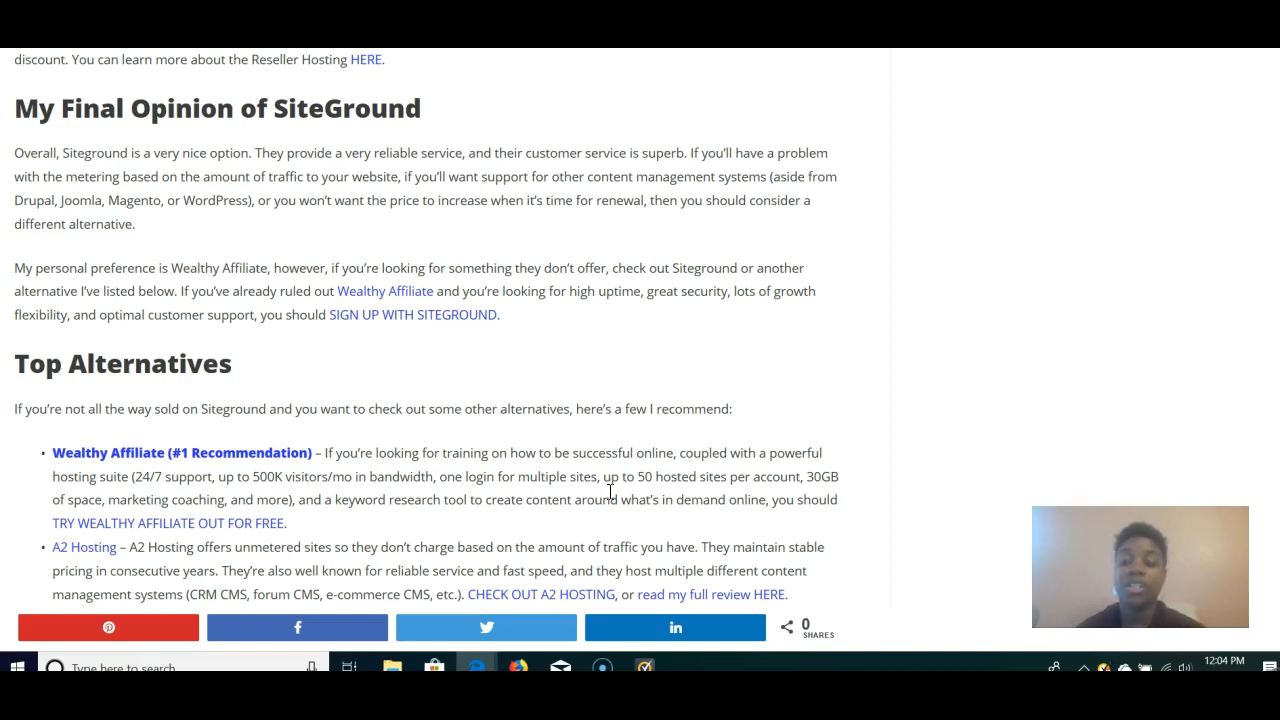 discount. You can learn more about the Reseller Hosting HERE.
My Final Opinion of SiteGround
Overall, Siteground is a very nice option. They provide a very reliable service, and their customer service is superb. If you'll have a problem
with the metering based on the amount of traffic to your website, if you'll want support for other content management systems (aside from
Drupal, Joomla, Magento, or WordPress), or you won't want the price to increase when it's time for renewal, then you should consider a
different alternative.
My personal preference is Wealthy Affiliate, however, if you're looking for something they don't offer, check out Siteground or another
alternative I've listed below. If you've already ruled out Wealthy Affiliate and you're looking for high uptime, great security, lots of growth
flexibility, and optimal customer support, you should SIGN UP WITH SITEGROUND.
Top Alternatives
If you're not all the way sold on Siteground and you want to check out some other alternatives, here's a few I recommend:
• Wealthy Affiliate (#1 Recommendation) – If you're looking for training on how to be successful online, coupled with a powerful
hosting suite (24/7 support, up to 500K visitors/mo in bandwidth, one login for multiple sites, up to 50 hosted sites per account, 30GB
of space, marketing coaching, and more), and a keyword research tool to create content around what's in demand online, you should
TRY WEALTHY AFFILIATE OUT FOR FREE.
• A2 Hosting – A2 Hosting offers unmetered sites so they don't charge based on the amount of traffic you have. They maintain stable
pricing in consecutive years. They're also well known for reliable service and fast speed, and they host multiple different content
management systems (CRM CMS, forum CMS, e-commerce CMS, etc.). CHECK OUT A2 HOSTING, or read my full review HERE.
0
SHARES
Type here to search
12:04 PM